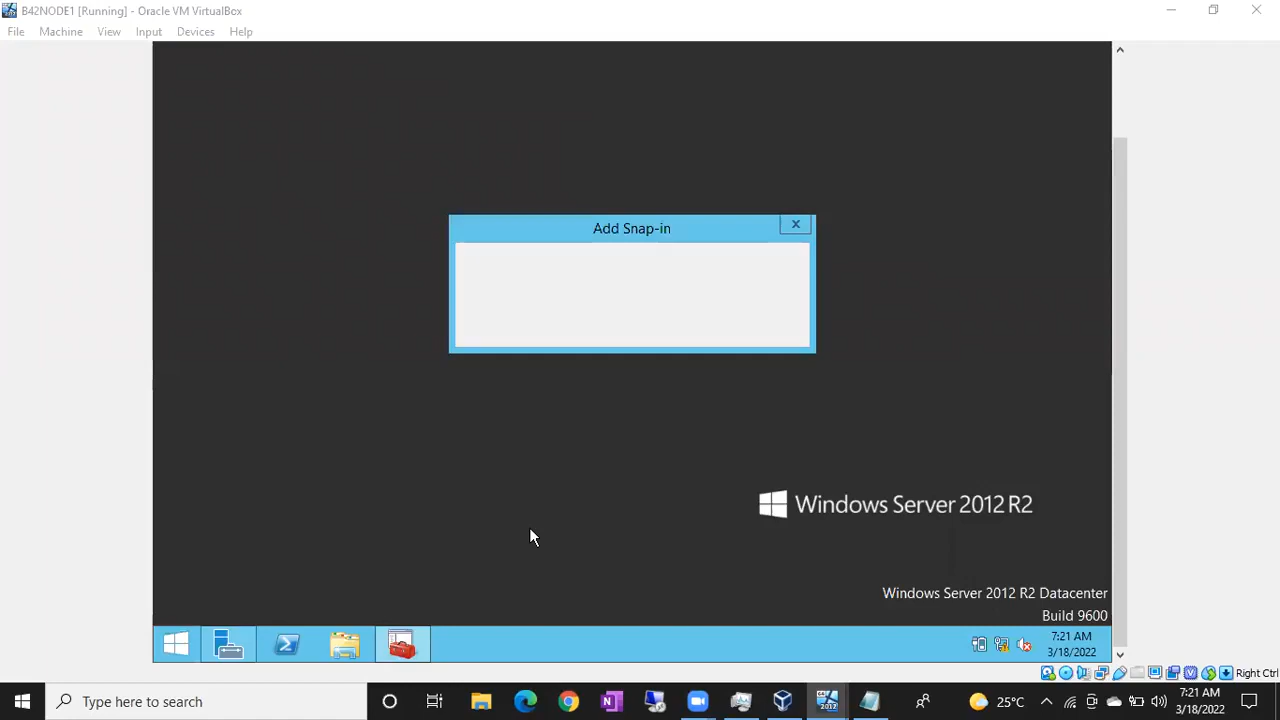 B42NODE1 [Running] - Oracle VM VirtualBox
File Machine View Input Devices Help
Add Snap-in
x
Windows Server 2012 R2
Windows Server 2012 R2 Datacenter
Build 9600
7:21 AM
3/18/2022
Right Ctrl
Type here to search
25°C
7:21 AM
3/18/2022